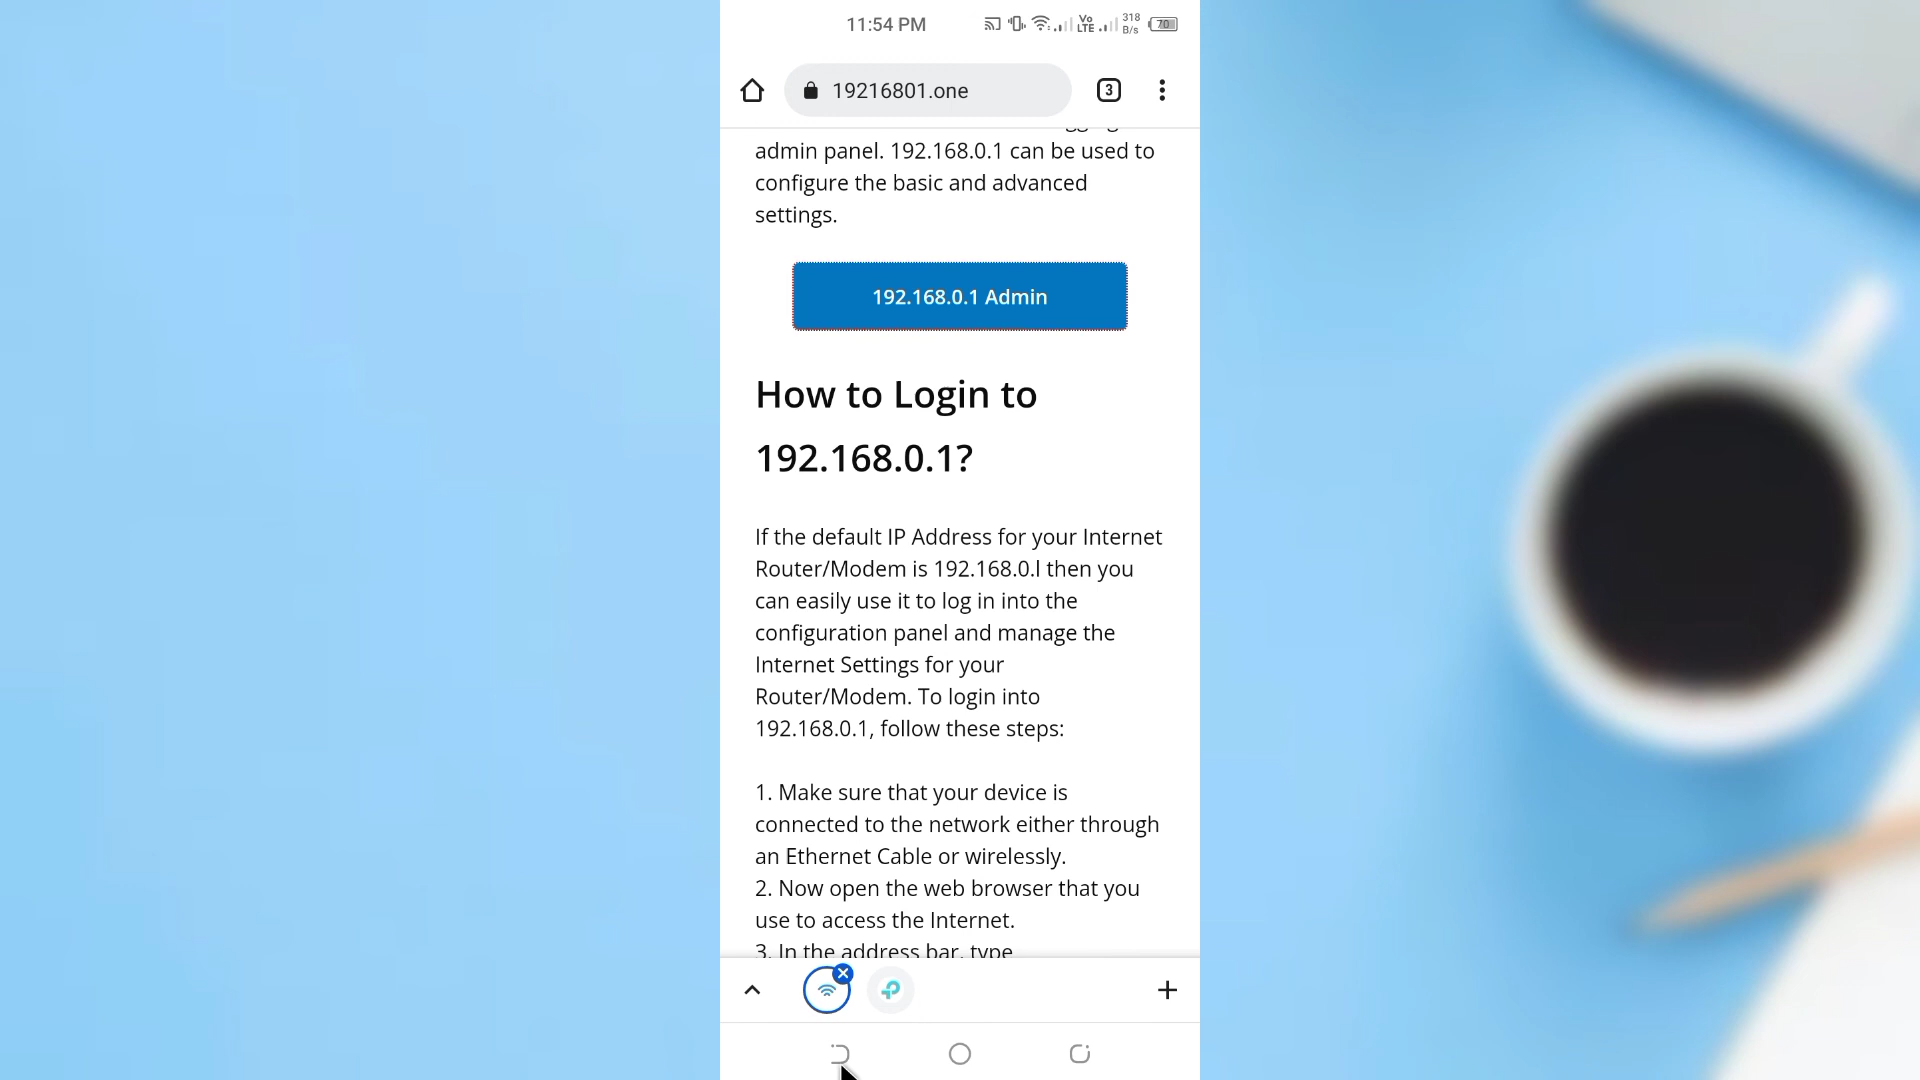 11:54 PM
Vo
LTE
318
B/s
70
19216801.one
3
admin panel. 192.168.0.1 can be used to
configure the basic and advanced
settings.
192.168.0.1 Admin
How to Login to
192.168.0.1?
If the default IP Address for your Internet
Router/Modem is 192.168.0.l then you
can easily use it to log in into the
configuration panel and manage the
Internet Settings for your
Router/Modem. To login into
192.168.0.1, follow these steps:
1. Make sure that your device is
connected to the network either through
an Ethernet Cable or wirelessly.
2. Now open the web browser that you
use to access the Internet.
3. In the address bar, type